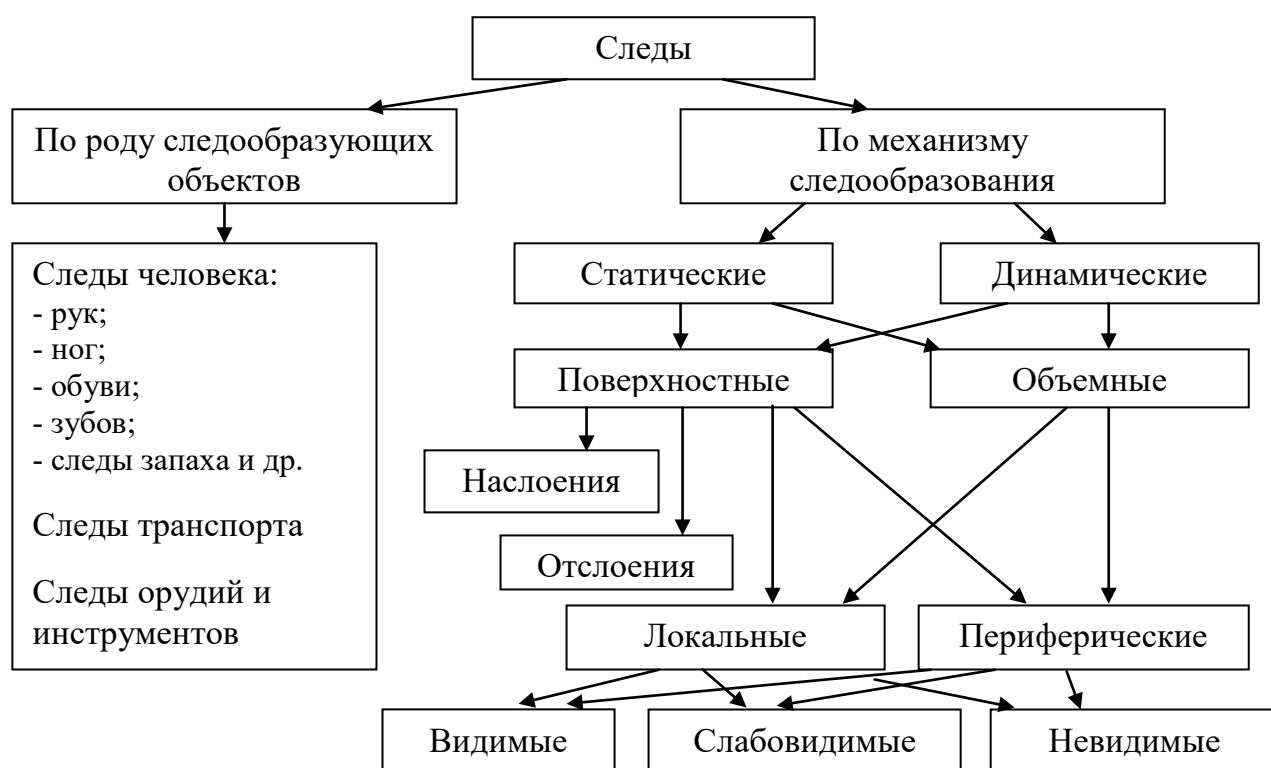 Следы
По роду следообразующих
объектов
По механизму
следообразования
Следы человека:
- рук;
- ног;
- обуви;
- зубов;
- следы запаха и др.
Следы транспорта
Следы орудий и
инструментов
Статические
Динамические
Поверхностные
Объемные
Наслоения
Отслоения
Локальные
Периферические
Видимые
Слабовидимые
Невидимые